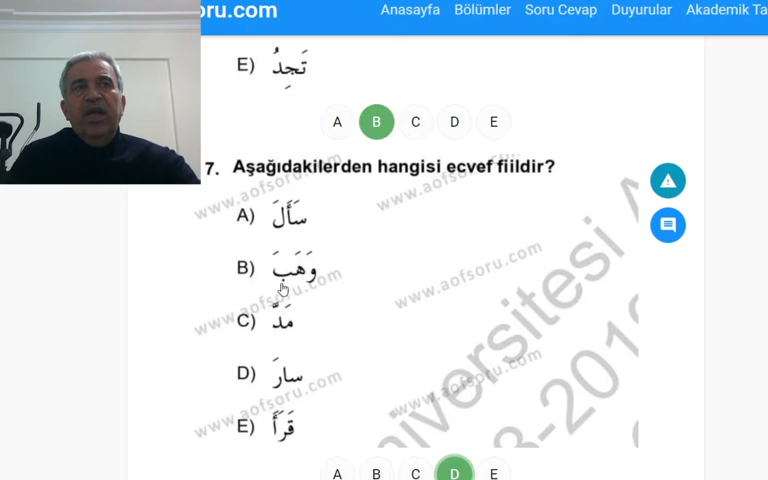 oru.com Anasayfa Bölümler Soru Cevap Duyurular Akademik Ta
E) تَجِدُ
A B C D E
7. Aşağıdakilerden hangisi ecvef fiildir?
A) سَأَلَ
B) وَهَبَ
C) مَدَّ
D) سارَ
E) قَرَأَ
A B C D E
www.aofsoru.com
www.aofsoru.com
www.aofsoru.com
www.aofsoru.com
www.aofsoru.com
www.aofsoru.com
www.aofsoru.com